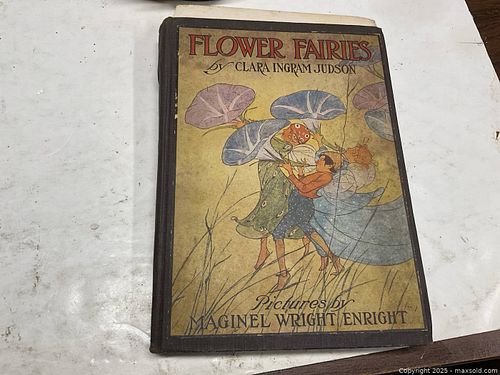 FLOWER FAIRIES
by CLARA INGRAM JUDSON
Pictures by
MAGINEL WRIGHT ENRIGHT
Copyright 2025 - maxsold.com